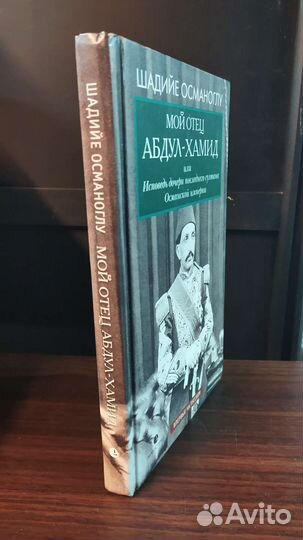 ШАДИЙЕ ОСМАНОГЛУ
МОЙ ОТЕЦ
АБДУЛ-ХАМИД
или
Исповедь дочери последнего султана
Османской империи
ШАДИЙЕ ОСМАНОГЛУ МОЙ ОТЕЦ АБДУЛ-ХАМИД
Avito